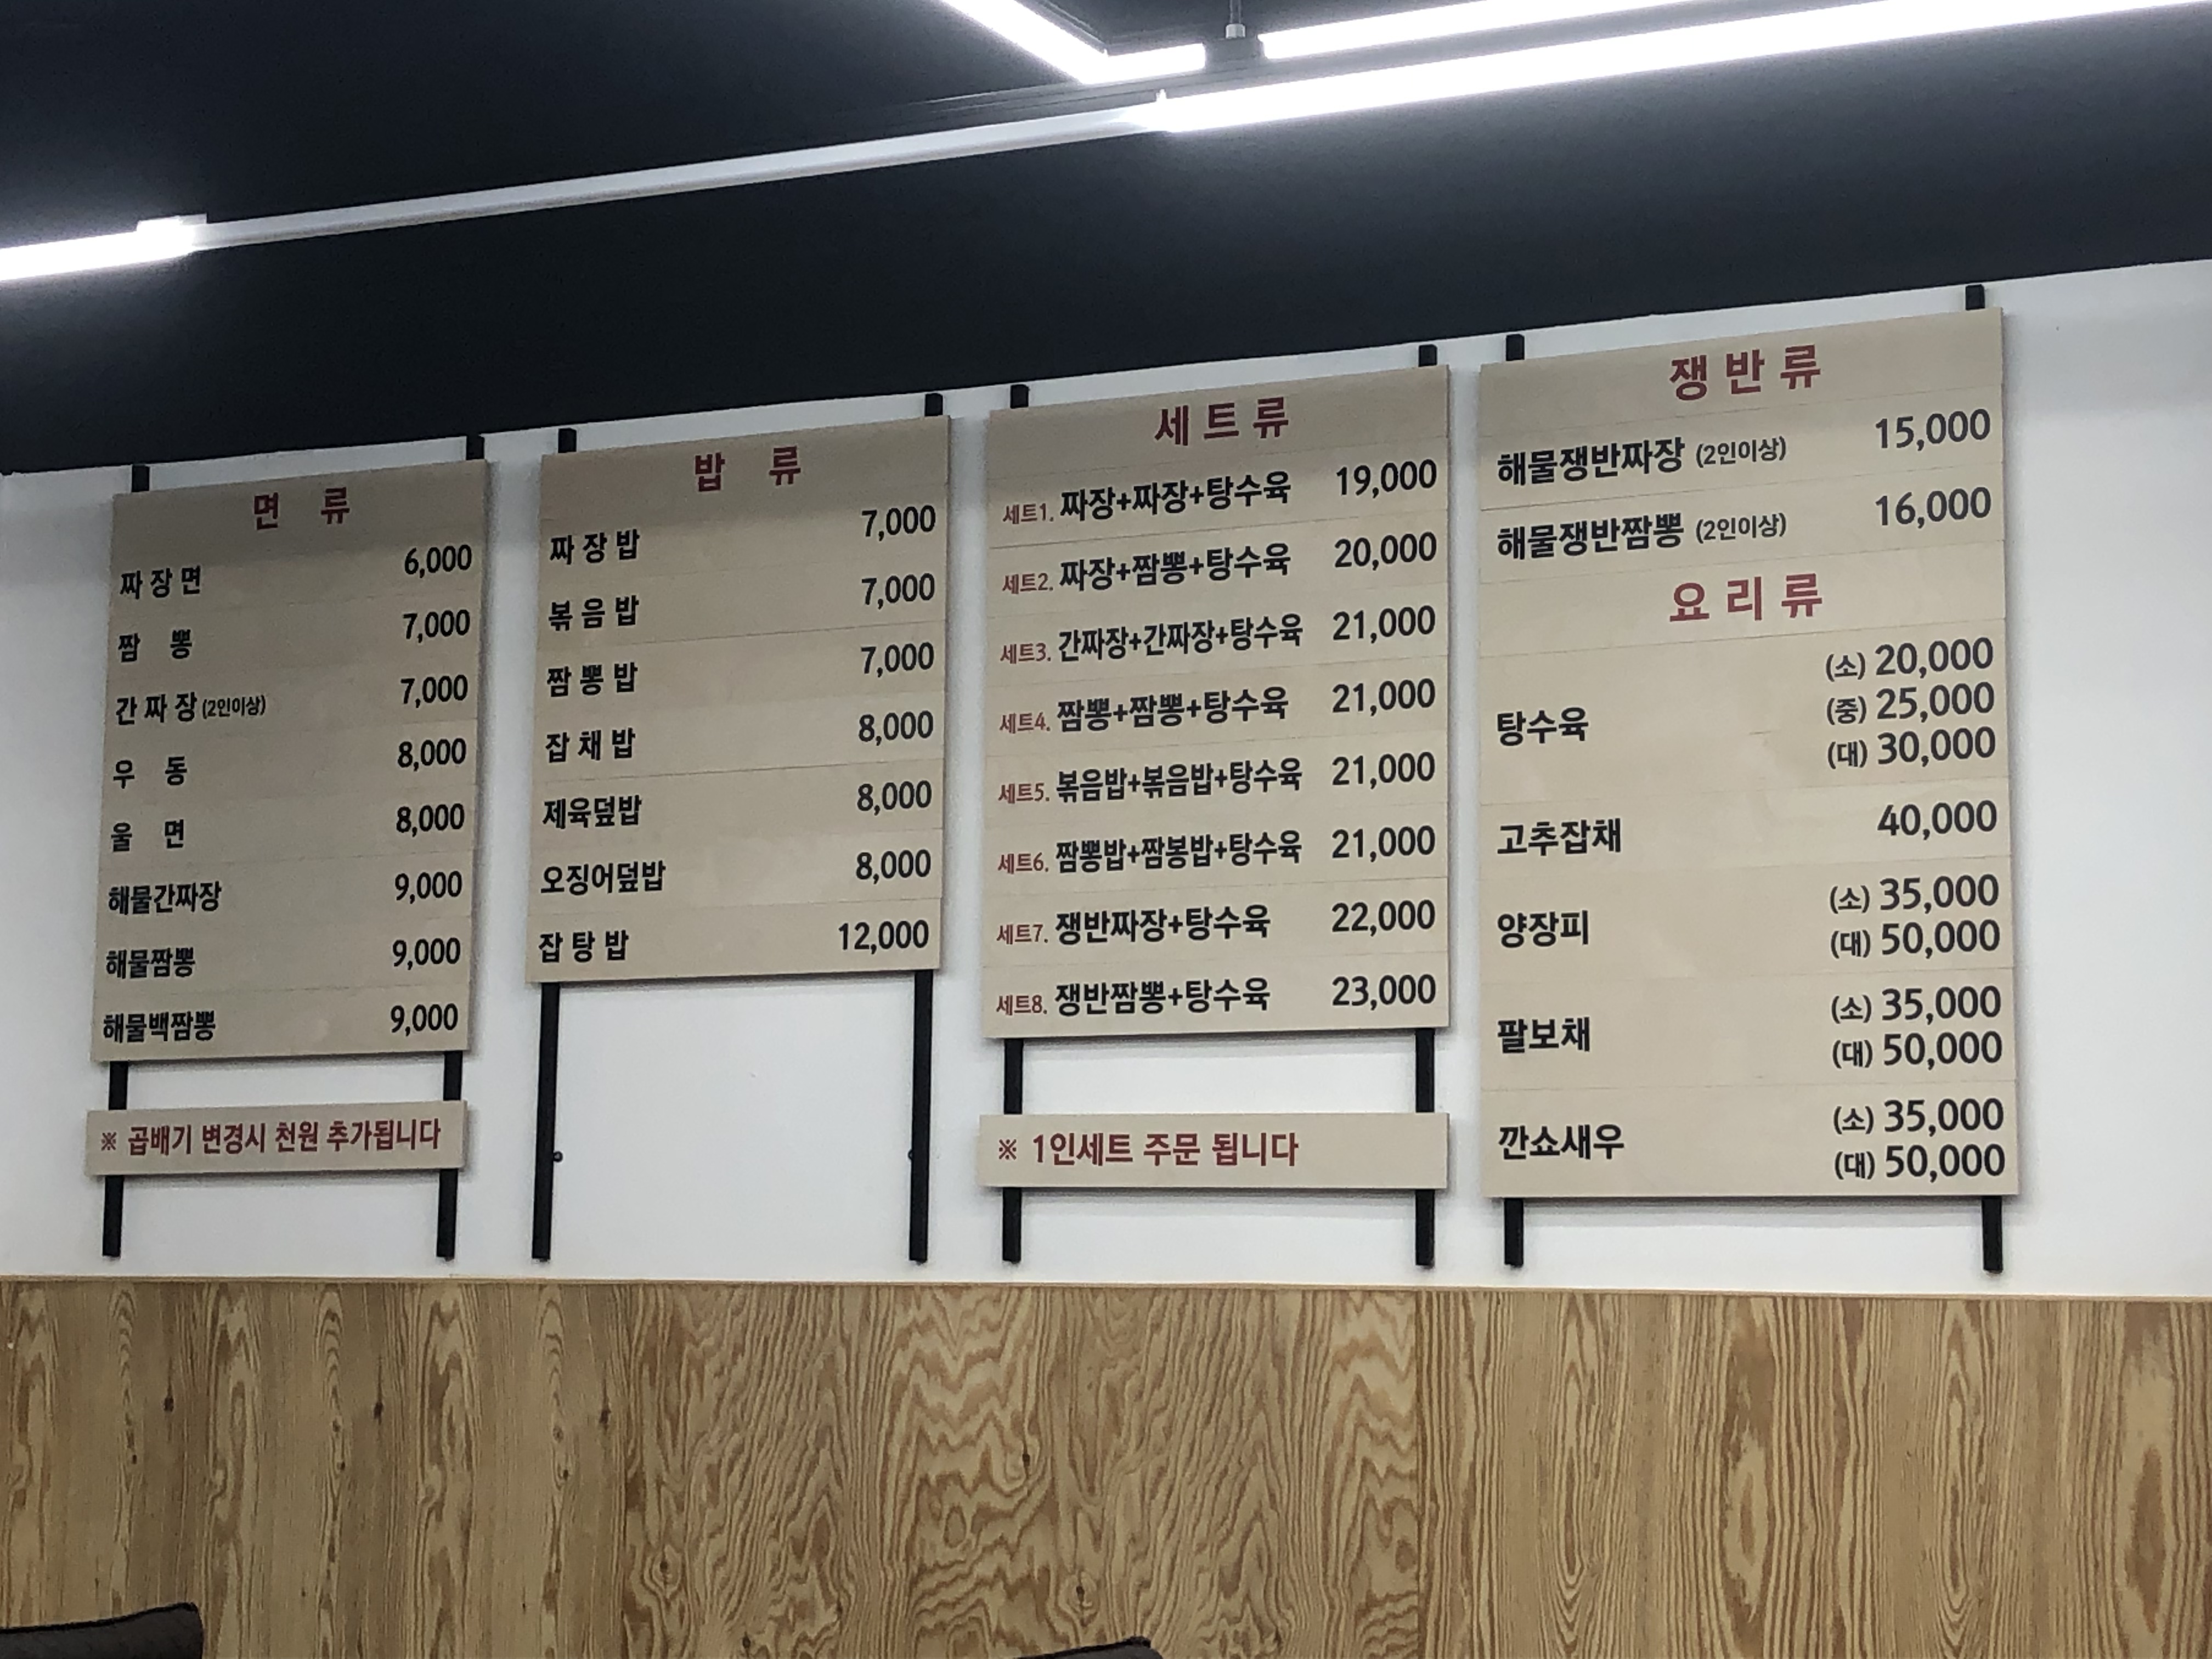 면 류
짜장면 6,000
짬 뽕 7,000
간짜장 (2인이상) 7,000
우 동 8,000
울 면 8,000
해물간짜장 9,000
해물짬뽕 9,000
해물백짬뽕 9,000
※ 곱배기 변경시 천원 추가됩니다
밥 류
짜장밥 7,000
볶음밥 7,000
짬뽕밥 7,000
잡채밥 8,000
제육덮밥 8,000
오징어덮밥 8,000
잡탕밥 12,000
세트류
세트1. 짜장+짜장+탕수육 19,000
세트2. 짜장+짬뽕+탕수육 20,000
세트3. 간짜장+간짜장+탕수육 21,000
세트4. 짬뽕+짬뽕+탕수육 21,000
세트5. 볶음밥+볶음밥+탕수육 21,000
세트6. 짬뽕밥+짬봉밥+탕수육 21,000
세트7. 쟁반짜장+탕수육 22,000
세트8. 쟁반짬뽕+탕수육 23,000
※ 1인세트 주문 됩니다
쟁반류
해물쟁반짜장 (2인이상) 15,000
해물쟁반짬뽕 (2인이상) 16,000
요리류
탕수육 (소) 20,000
(중) 25,000
(대) 30,000
고추잡채 40,000
양장피 (소) 35,000
(대) 50,000
팔보채 (소) 35,000
(대) 50,000
깐쇼새우 (소) 35,000
(대) 50,000